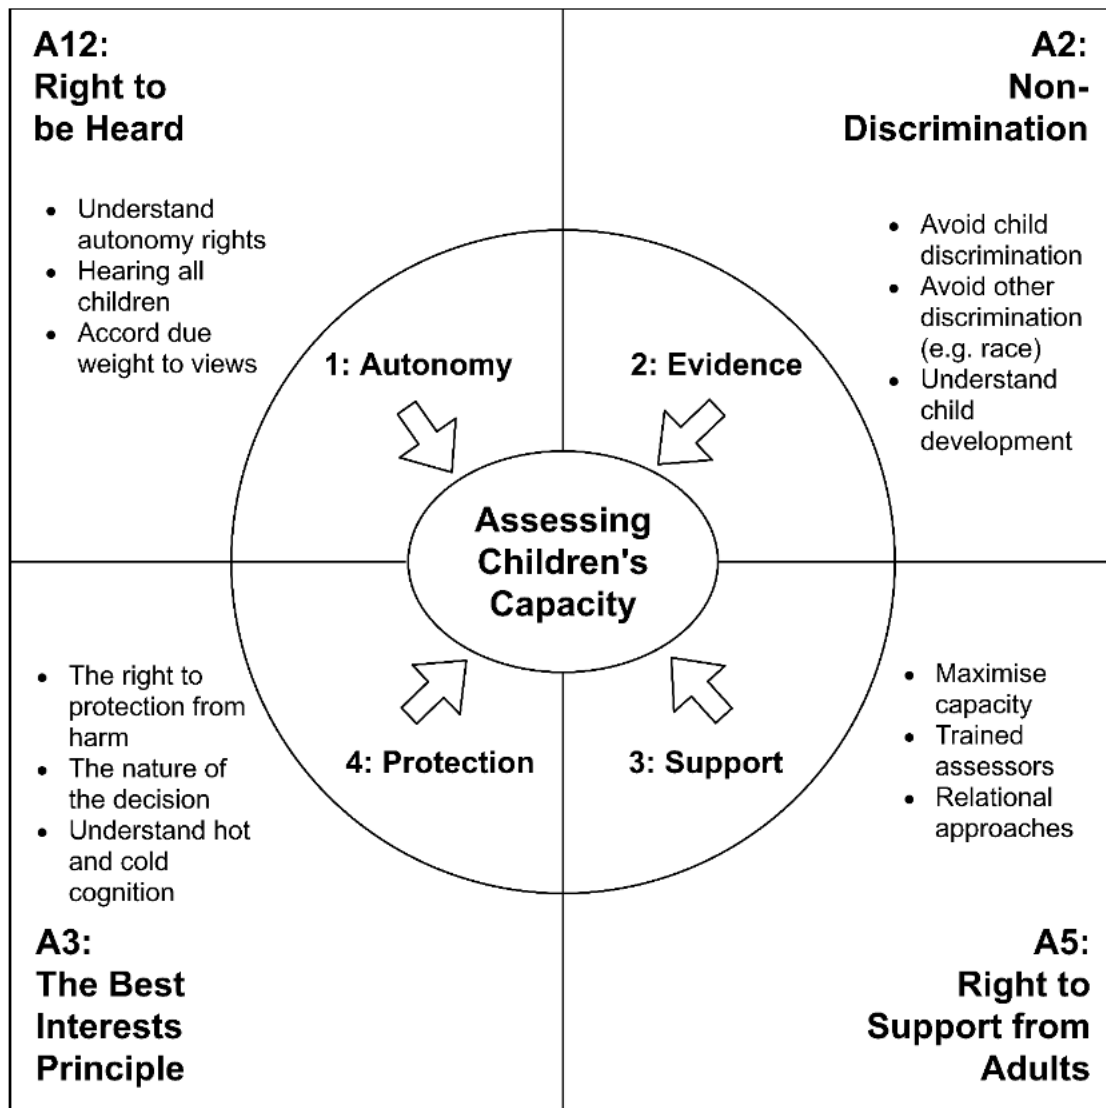 A12:
Right to
be Heard
• Understand
autonomy rights
• Hearing all
children
• Accord due
weight to views
A2:
Non-
Discrimination
• Avoid child
discrimination
• Avoid other
discrimination
(e.g. race)
• Understand
child
development
1: Autonomy
2: Evidence
Assessing
Children's
Capacity
4: Protection
3: Support
• The right to
protection from
harm
• The nature of
the decision
• Understand hot
and cold
cognition
A3:
The Best
Interests
Principle
• Maximise
capacity
• Trained
assessors
• Relational
approaches
A5:
Right to
Support from
Adults